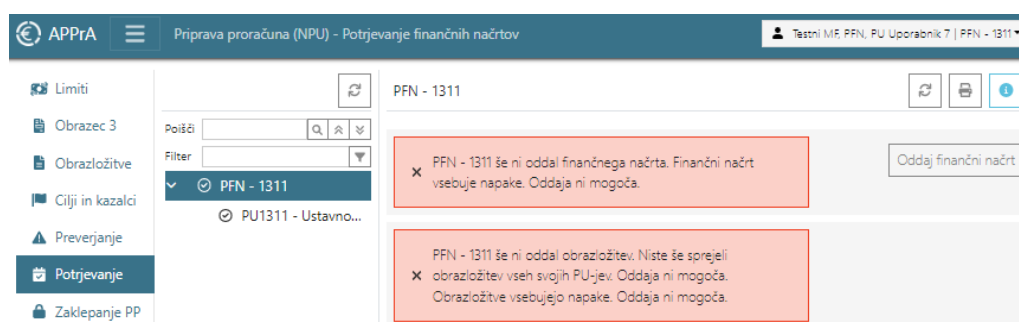 APPrA
Priprava proračuna (NPU) - Potrjevanje finančnih načrtov
Testni MF, PFN, PU Uporabnik 7 | PFN - 1311
Limiti
Obrazec 3
Obrazložitve
Cilji in kazalci
Preverjanje
Potrjevanje
Zaklepanje PP
Poišči
Filter
PFN - 1311
PU1311 - Ustavno...
PFN - 1311
PFN - 1311 še ni oddal finančnega načrta. Finančni načrt
vsebuje napake. Oddaja ni mogoča.
Oddaj finančni načrt
PFN - 1311 še ni oddal obrazložitev. Niste še sprejeli
obrazložitev vseh svojih PU-jev. Oddaja ni mogoča.
Obrazložitve vsebujejo napake. Oddaja ni mogoča.